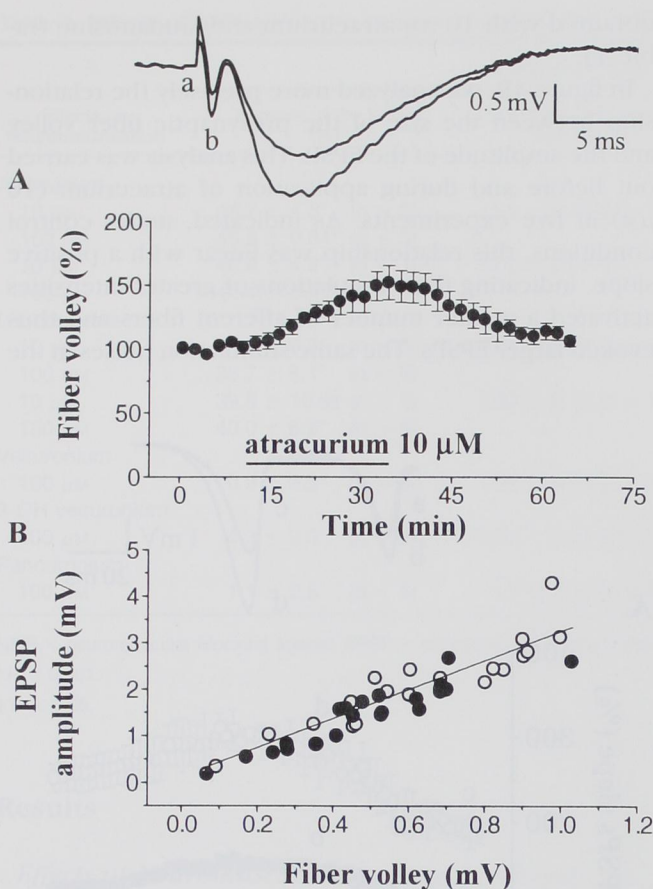 a
b
0.5 mV
5 ms
A
Fiber volley (%)
200
150
100
50
0
atracurium 10 μM
0 15 30 45 60 75
Time (min)
B
EPSP
amplitude (mV)
5
4
3
2
1
0
0.0 0.2 0.4 0.6 0.8 1.0 1.2
Fiber volley (mV)